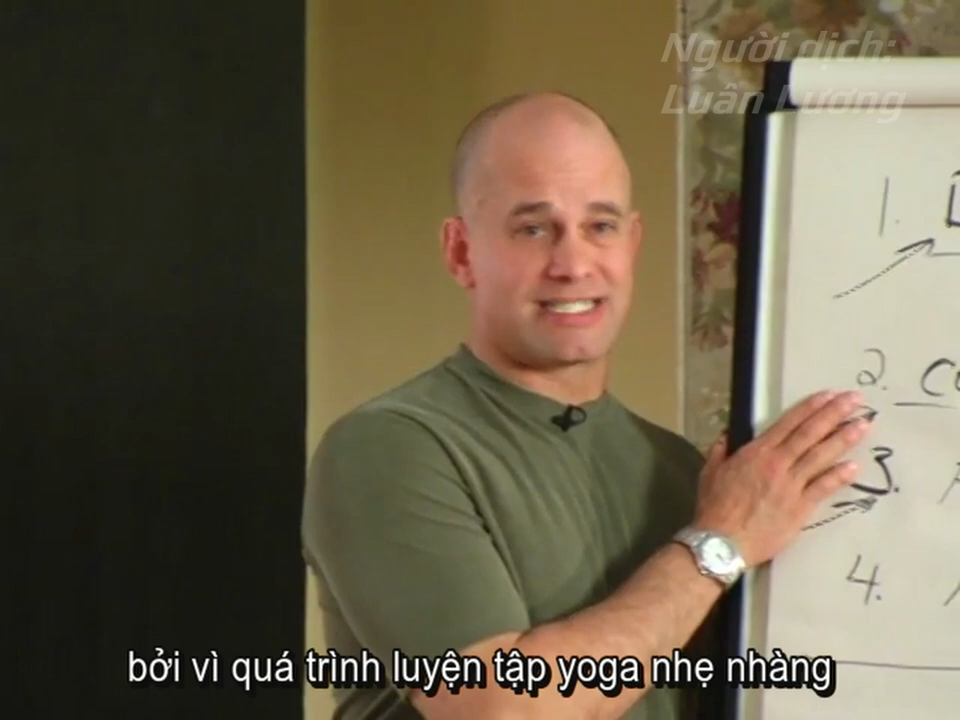 Người dịch:
Luân Lương
1.
2.
3.
4.
bởi vì quá trình luyện tập yoga nhẹ nhàng